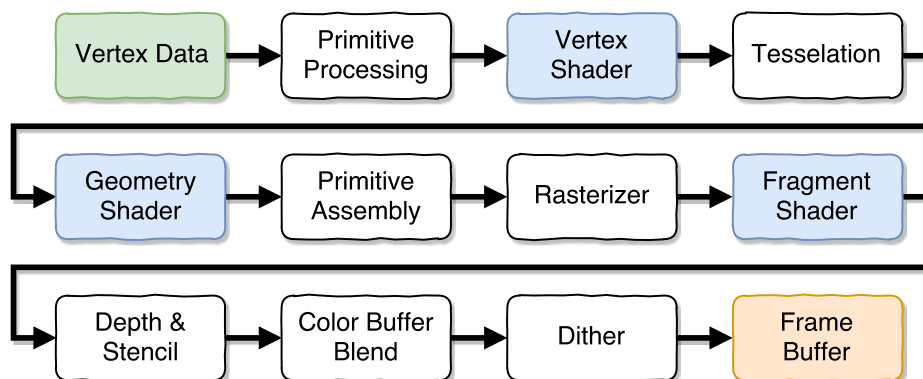 Vertex Data
Primitive
Processing
Vertex
Shader
Tesselation
Geometry
Shader
Primitive
Assembly
Rasterizer
Fragment
Shader
Depth &
Stencil
Color Buffer
Blend
Dither
Frame
Buffer